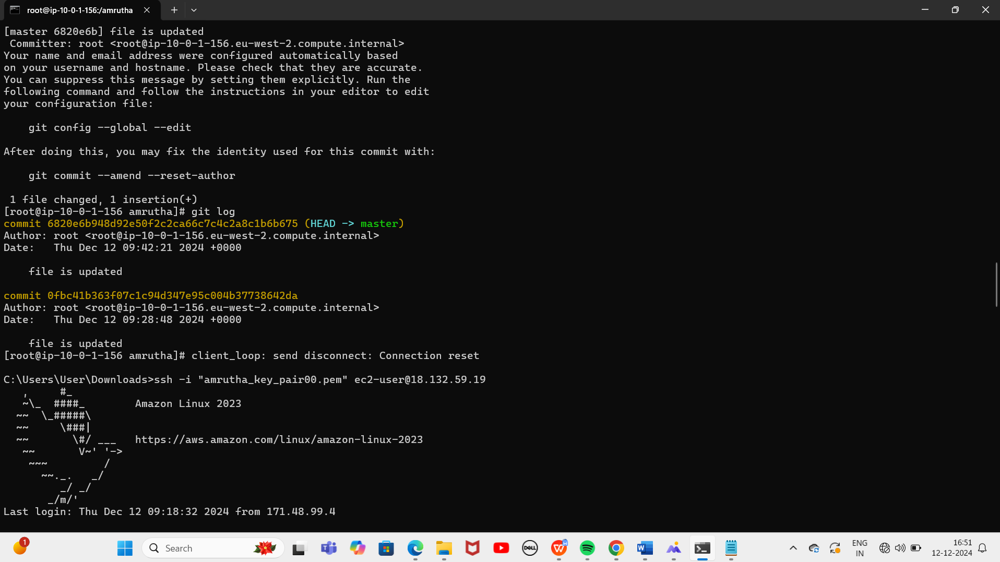 root@ip-10-0-1-156:/amrutha
[master 6820e6b] file is updated
 Committer: root <root@ip-10-0-1-156.eu-west-2.compute.internal>
Your name and email address were configured automatically based
on your username and hostname. Please check that they are accurate.
You can suppress this message by setting them explicitly. Run the
following command and follow the instructions in your editor to edit
your configuration file:
    git config --global --edit
After doing this, you may fix the identity used for this commit with:
    git commit --amend --reset-author
 1 file changed, 1 insertion(+)
[root@ip-10-0-1-156 amrutha]# git log
commit 6820e6b948d92e50f2c2ca66c7c4c2a8c1b6b675 (HEAD -> master)
Author: root <root@ip-10-0-1-156.eu-west-2.compute.internal>
Date:   Thu Dec 12 09:42:21 2024 +0000
    file is updated
commit 0fbc41b363f07c1c94d347e95c004b37738642da
Author: root <root@ip-10-0-1-156.eu-west-2.compute.internal>
Date:   Thu Dec 12 09:28:48 2024 +0000
    file is updated
[root@ip-10-0-1-156 amrutha]# client_loop: send disconnect: Connection reset
C:\Users\User\Downloads>ssh -i "amrutha_key_pair00.pem" ec2-user@18.132.59.19
   ,     #_
   ~\_  ####_        Amazon Linux 2023
  ~~  \_#####\
  ~~     \###|
  ~~       \#/ ___   https://aws.amazon.com/linux/amazon-linux-2023
   ~~       V~' '->
    ~~~         /
      ~~._.   _/
         _/ _/
       _/m/'
Last login: Thu Dec 12 09:18:32 2024 from 171.48.99.4
1
Search
DELL
ENG
IN
16:51
12-12-2024